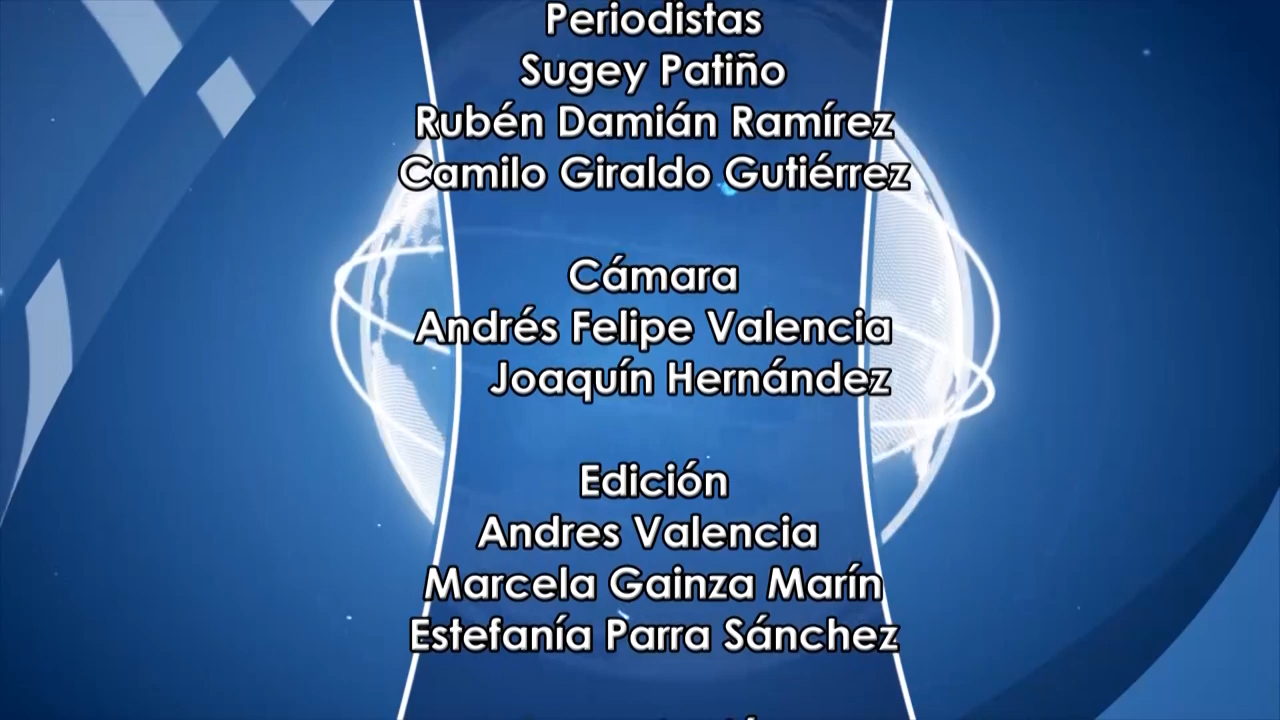 Periodistas
Sugey Patiño
Rubén Damián Ramírez
Camilo Giraldo Gutiérrez
Cámara
Andrés Felipe Valencia
Joaquín Hernández
Edición
Andres Valencia
Marcela Gainza Marín
Estefanía Parra Sánchez